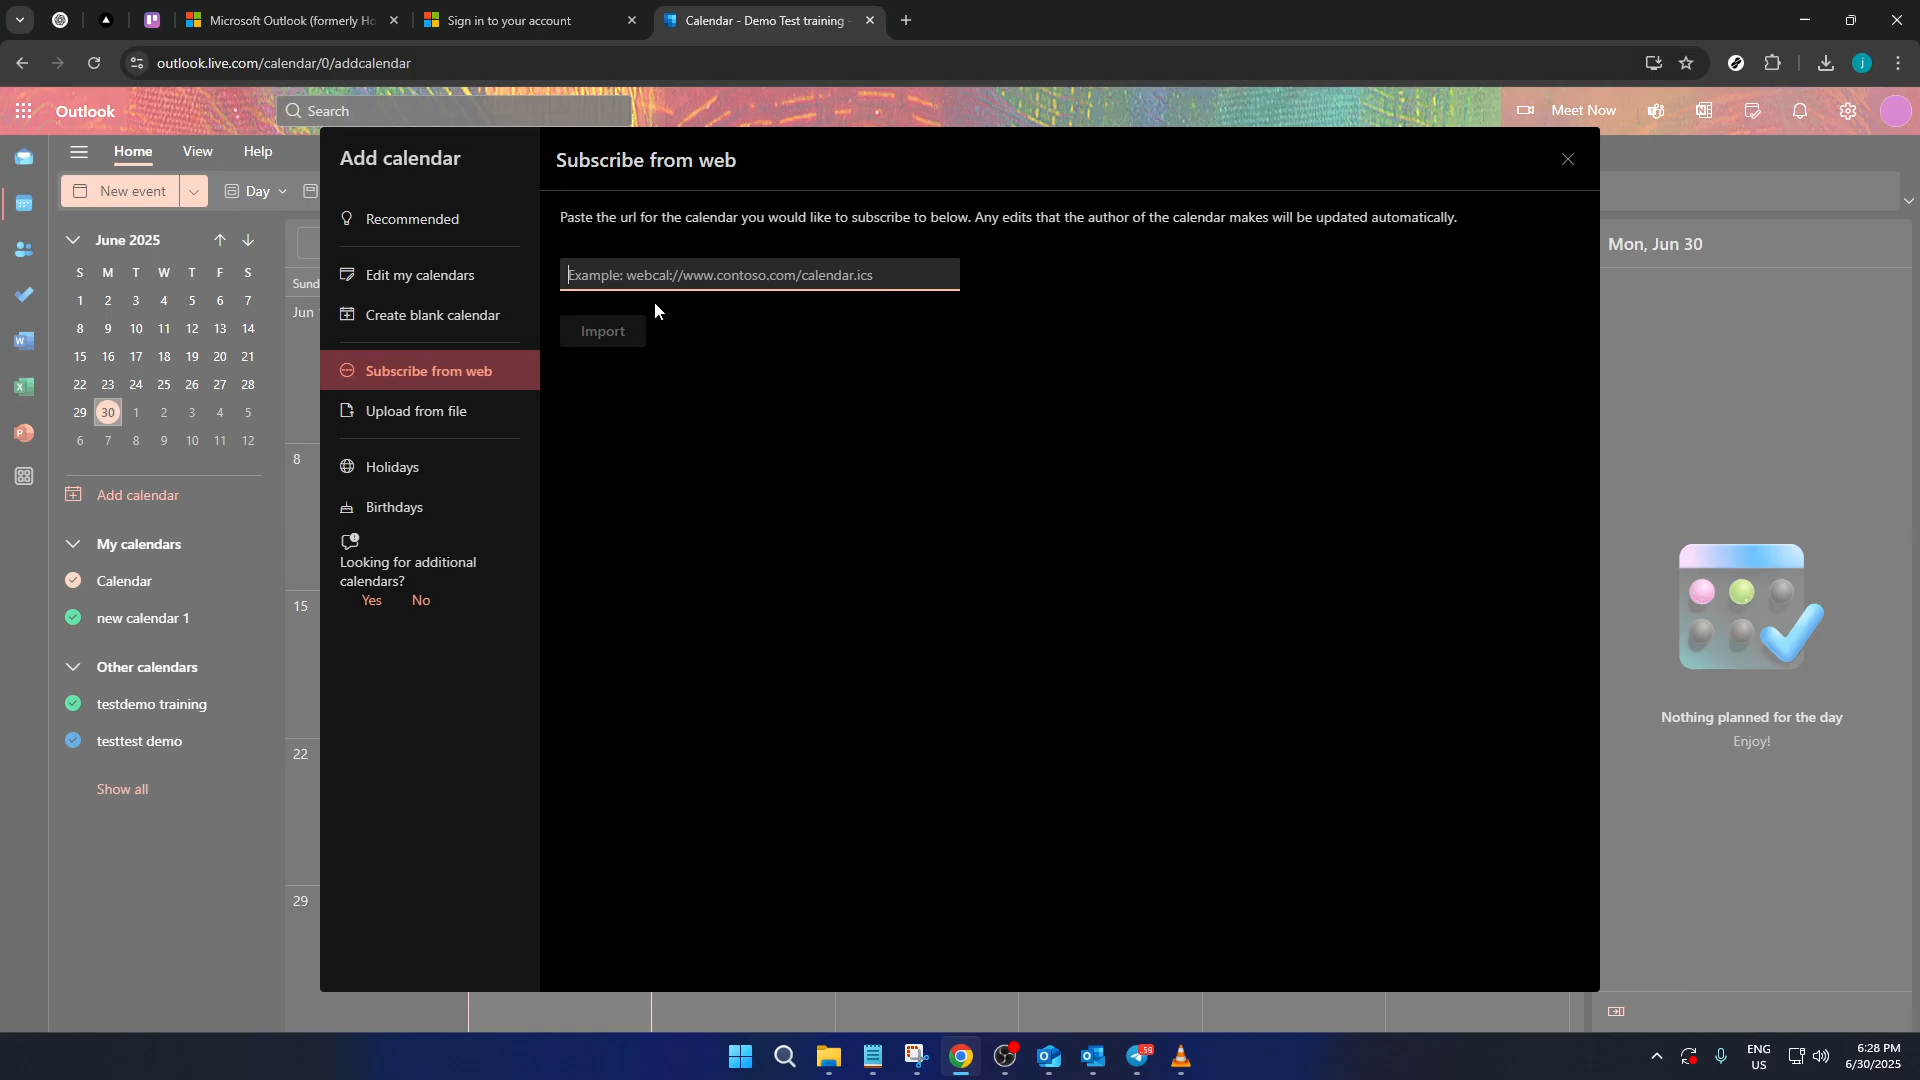 Microsoft Outlook (formerly Ho
Sign in to your account
Calendar - Demo Test training -
outlook.live.com/calendar/0/addcalendar
j
Outlook
Search
Meet Now
Home
View
Help
New event
Day
June 2025
S M T W T F S
1 2 3 4 5 6 7
8 9 10 11 12 13 14
15 16 17 18 19 20 21
22 23 24 25 26 27 28
29 30 1 2 3 4 5
6 7 8 9 10 11 12
Add calendar
My calendars
Calendar
new calendar 1
Other calendars
testdemo training
testtest demo
Show all
Sund
Jun
8
15
22
29
Add calendar
Recommended
Edit my calendars
Create blank calendar
Subscribe from web
Upload from file
Holidays
Birthdays
Looking for additional
calendars?
Yes No
Subscribe from web
Paste the url for the calendar you would like to subscribe to below. Any edits that the author of the calendar makes will be updated automatically.
Example: webcal://www.contoso.com/calendar.ics
Import
Mon, Jun 30
Nothing planned for the day
Enjoy!
59
ENG
US
6:28 PM
6/30/2025